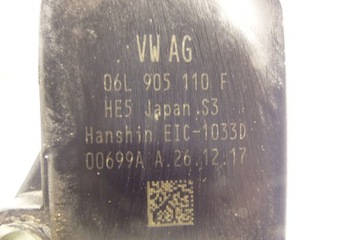 VW AG
06L 905 110 F
HE5 Japan S3
Hanshin EIC-1033D
00699A A.26.12.17